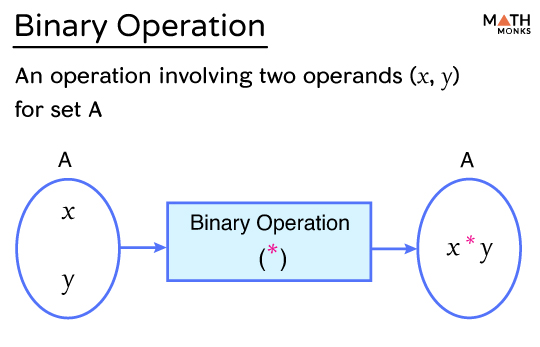 Binary Operation
MATH
MONKS
An operation involving two operands (x, y)
for set A
A
A
x
y
Binary Operation
(*)
x * y